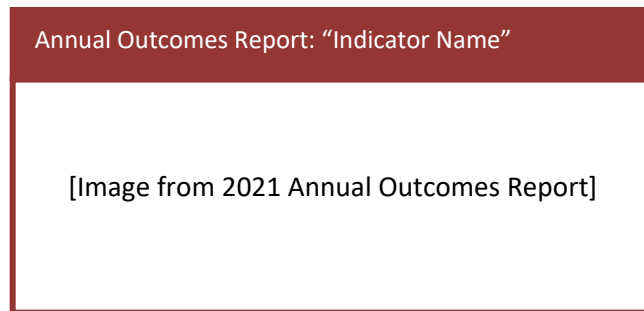 Annual Outcomes Report: “Indicator Name”
[Image from 2021 Annual Outcomes Report]